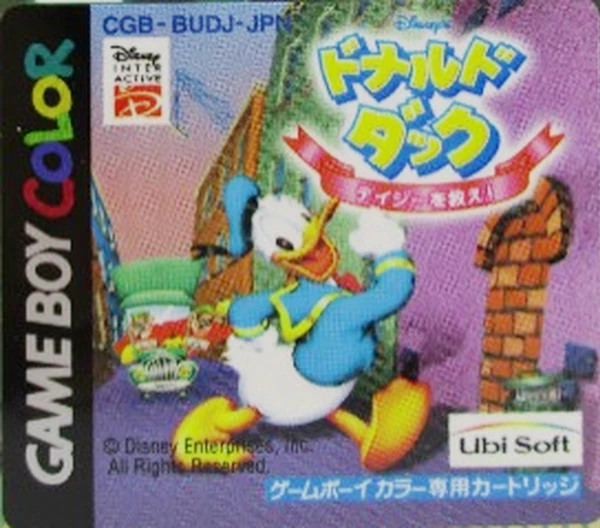 CGB-BUDJ-JPN
Disney
INTER
ACTIVE
Disney's
ドナルド
ダック
デイジーを救え!
GAME BOY COLOR
© Disney Enterprises, Inc.
All Rights Reserved.
Ubi Soft
ゲームボーイカラー専用カートリッジ